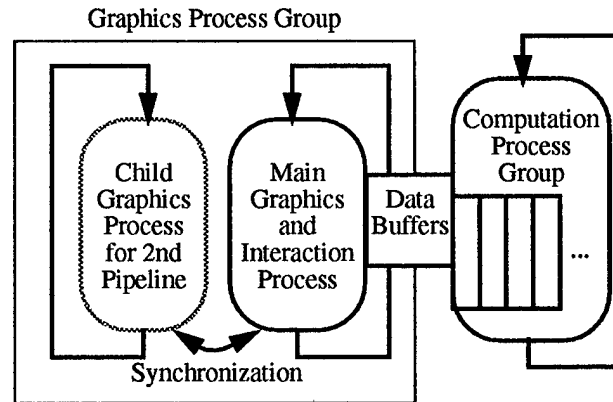 Graphics Process Group
Child
Graphics
Process
for 2nd
Pipeline
Main
Graphics
and
Interaction
Process
Data
Buffers
Computation
Process
Group
...
Synchronization